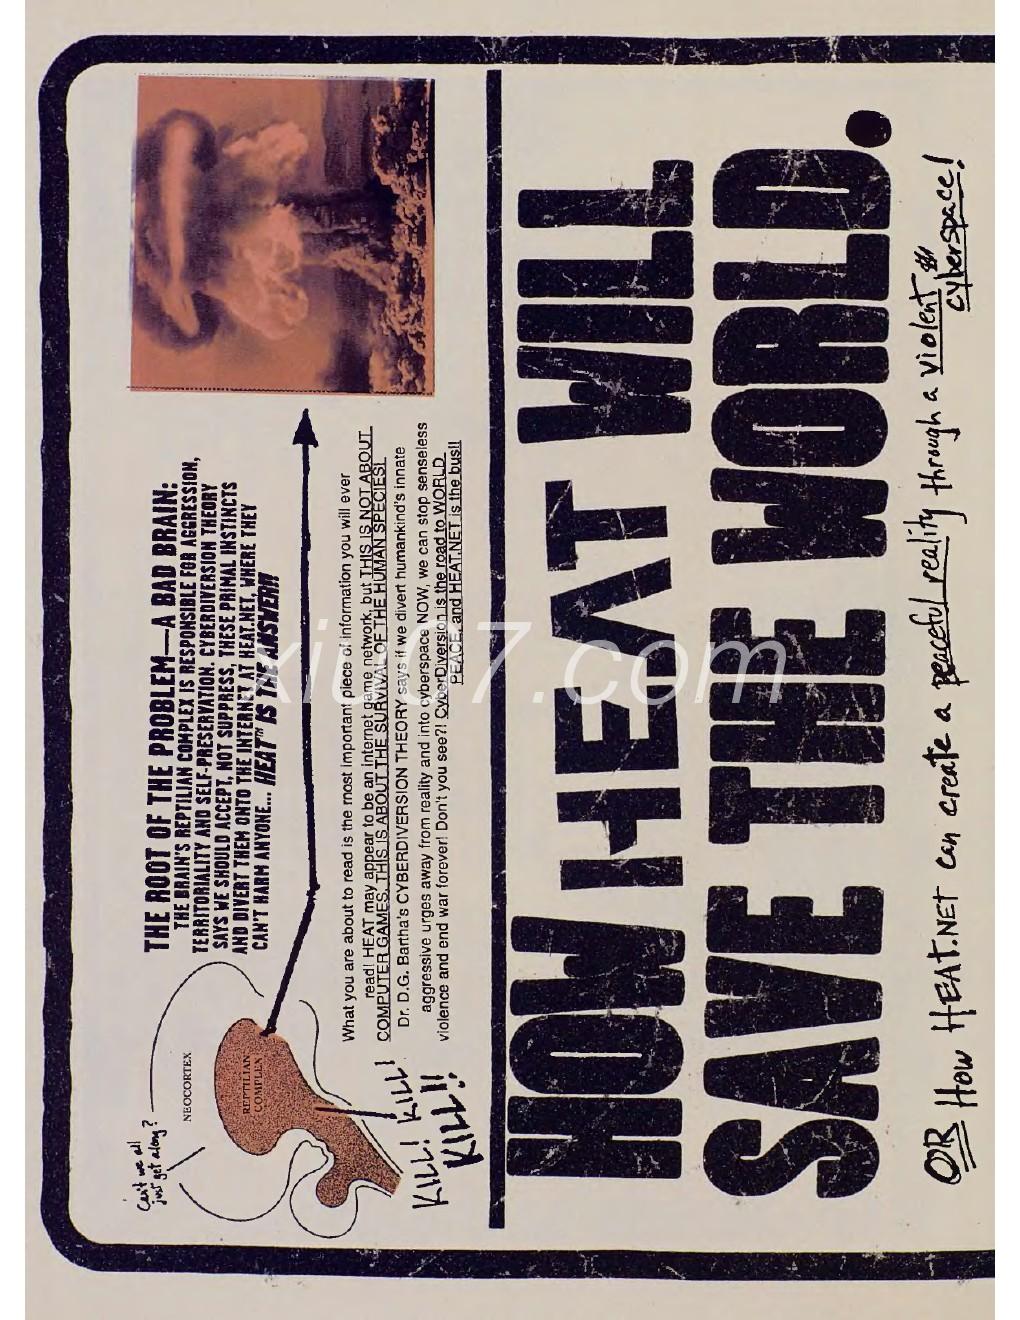 THE ROOT OF THE PROBLEM—A BAD BRAIN:
THE BRAIN'S REPTILIAN COMPLEX IS RESPONSIBLE FOR AGGRESSION,
TERRITORIALITY AND SELF-PRESERVATION. CYBERDIVERSION THEORY
SAYS WE SHOULD ACCEPT, NOT SUPPRESS, THESE PRIMAL INSTINCTS
AND DIVERT THEM ONTO THE INTERNET AT HEAT.NET, WHERE THEY
CAN'T HARM ANYONE... HEAT™ IS THE ANSWER!!!
Can't we all
just get along?
NEOCORTEX
REPTILIAN
COMPLEX
KILL! KILL!
KILL!!
What you are about to read is the most important piece of information you will ever
read! HEAT may appear to be an Internet game network, but THIS IS NOT ABOUT
COMPUTER GAMES, THIS IS ABOUT THE SURVIVAL OF THE HUMAN SPECIES!
Dr. D.G. Bartha's CYBERDIVERSION THEORY says if we divert humankind's innate
aggressive urges away from reality and into cyberspace NOW, we can stop senseless
violence and end war forever! Don't you see?! CyberDiversion is the road to WORLD
PEACE, and HEAT.NET is the bus!!
HOW HEAT WILL
SAVE THE WORLD.
OR How HEAT.NET can create a peaceful reality through a violent
cyberspace!
xiu07.com